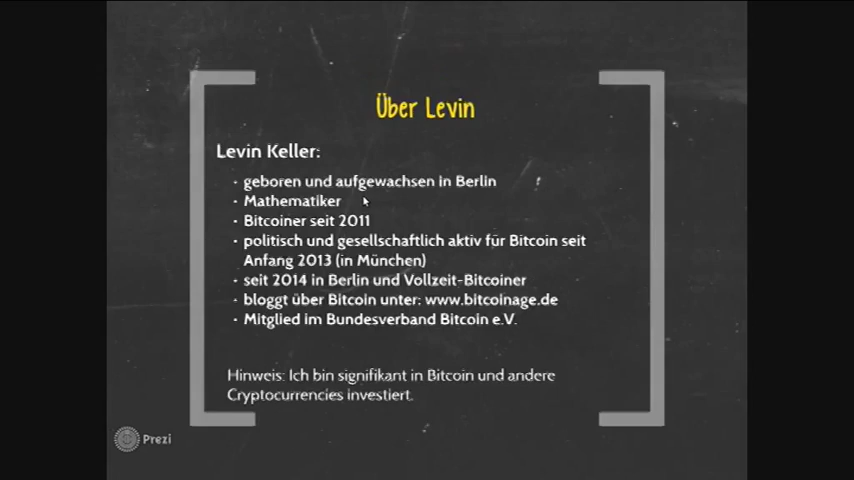 Über Levin
Levin Keller:
· geboren und aufgewachsen in Berlin
· Mathematiker
· Bitcoiner seit 2011
· politisch und gesellschaftlich aktiv für Bitcoin seit
Anfang 2013 (in München)
· seit 2014 in Berlin und Vollzeit-Bitcoiner
· bloggt über Bitcoin unter: www.bitcoinage.de
· Mitglied im Bundesverband Bitcoin e.V.
Hinweis: Ich bin signifikant in Bitcoin und andere
Cryptocurrencies investiert.
Prezi